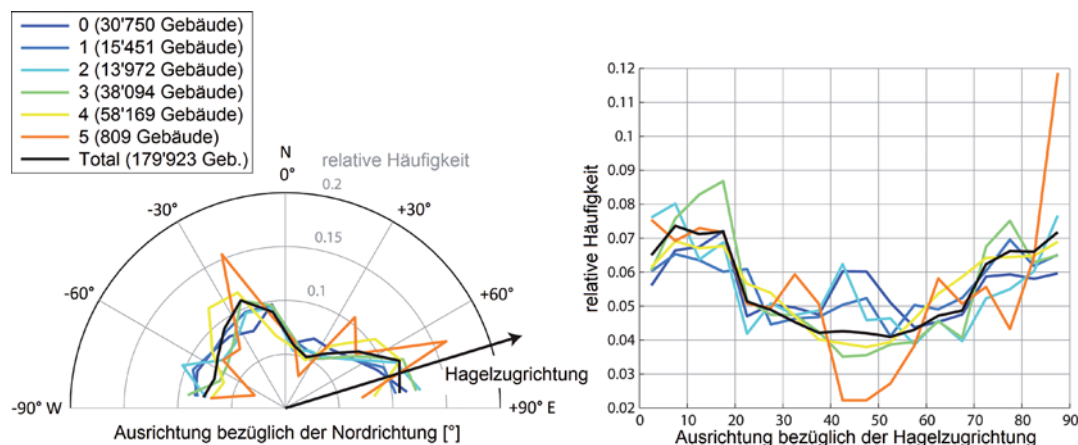 0 (30'750 Gebäude)
1 (15'451 Gebäude)
2 (13'972 Gebäude)
3 (38'094 Gebäude)
4 (58'169 Gebäude)
5 (809 Gebäude)
Total (179'923 Geb.)
N
0°
relative Häufigkeit
0.2
0.15
0.1
-30°
+30°
-60°
+60°
Hagelzugrichtung
-90° W
+90° E
Ausrichtung bezüglich der Nordrichtung [°]
relative Häufigkeit
0.12
0.11
0.1
0.09
0.08
0.07
0.06
0.05
0.04
0.03
0.02
0 10 20 30 40 50 60 70 80 90
Ausrichtung bezüglich der Hagelzugrichtung